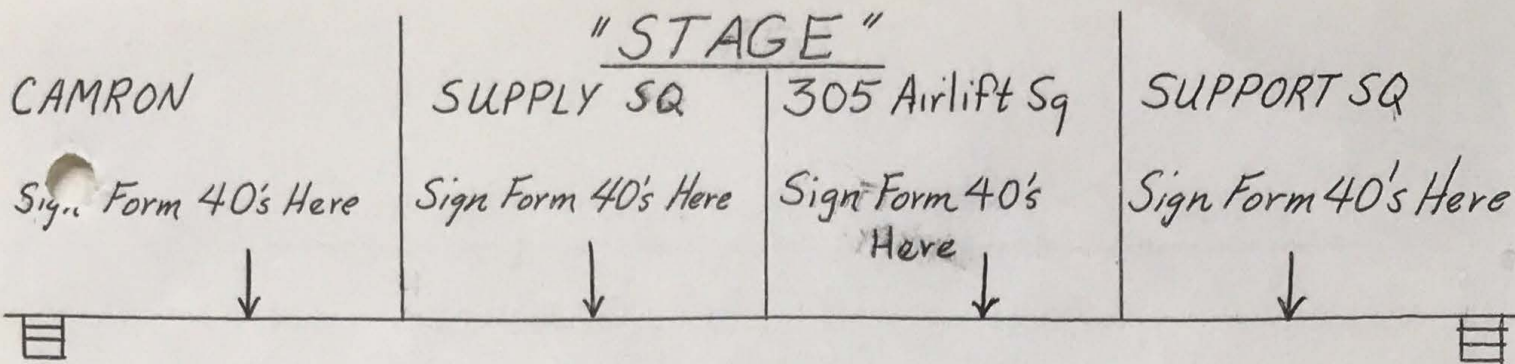 "STAGE"
CAMRON
Sign Form 40's Here
SUPPLY SQ
Sign Form 40's Here
305 Airlift Sq
Sign Form 40's
Here
SUPPORT SQ
Sign Form 40's Here